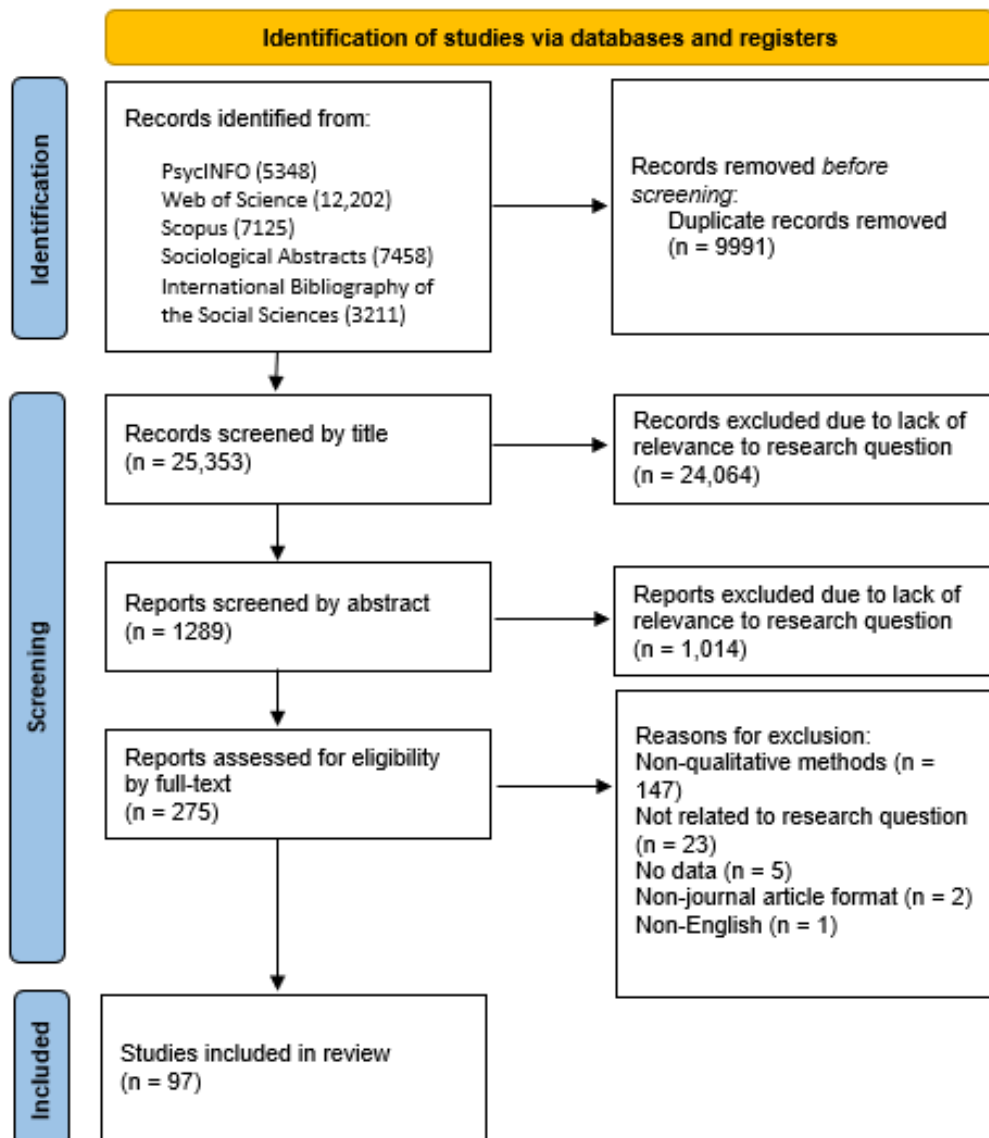 Identification of studies via databases and registers
Identification
Records identified from:
PsycINFO (5348)
Web of Science (12,202)
Scopus (7125)
Sociological Abstracts (7458)
International Bibliography of
the Social Sciences (3211)
Records removed before
screening:
Duplicate records removed
(n = 9991)
Screening
Records screened by title
(n = 25,353)
Records excluded due to lack of
relevance to research question
(n = 24,064)
Reports screened by abstract
(n = 1289)
Reports excluded due to lack of
relevance to research question
(n = 1,014)
Reports assessed for eligibility
by full-text
(n = 275)
Reasons for exclusion:
Non-qualitative methods (n =
147)
Not related to research question
(n = 23)
No data (n = 5)
Non-journal article format (n = 2)
Non-English (n = 1)
Included
Studies included in review
(n = 97)